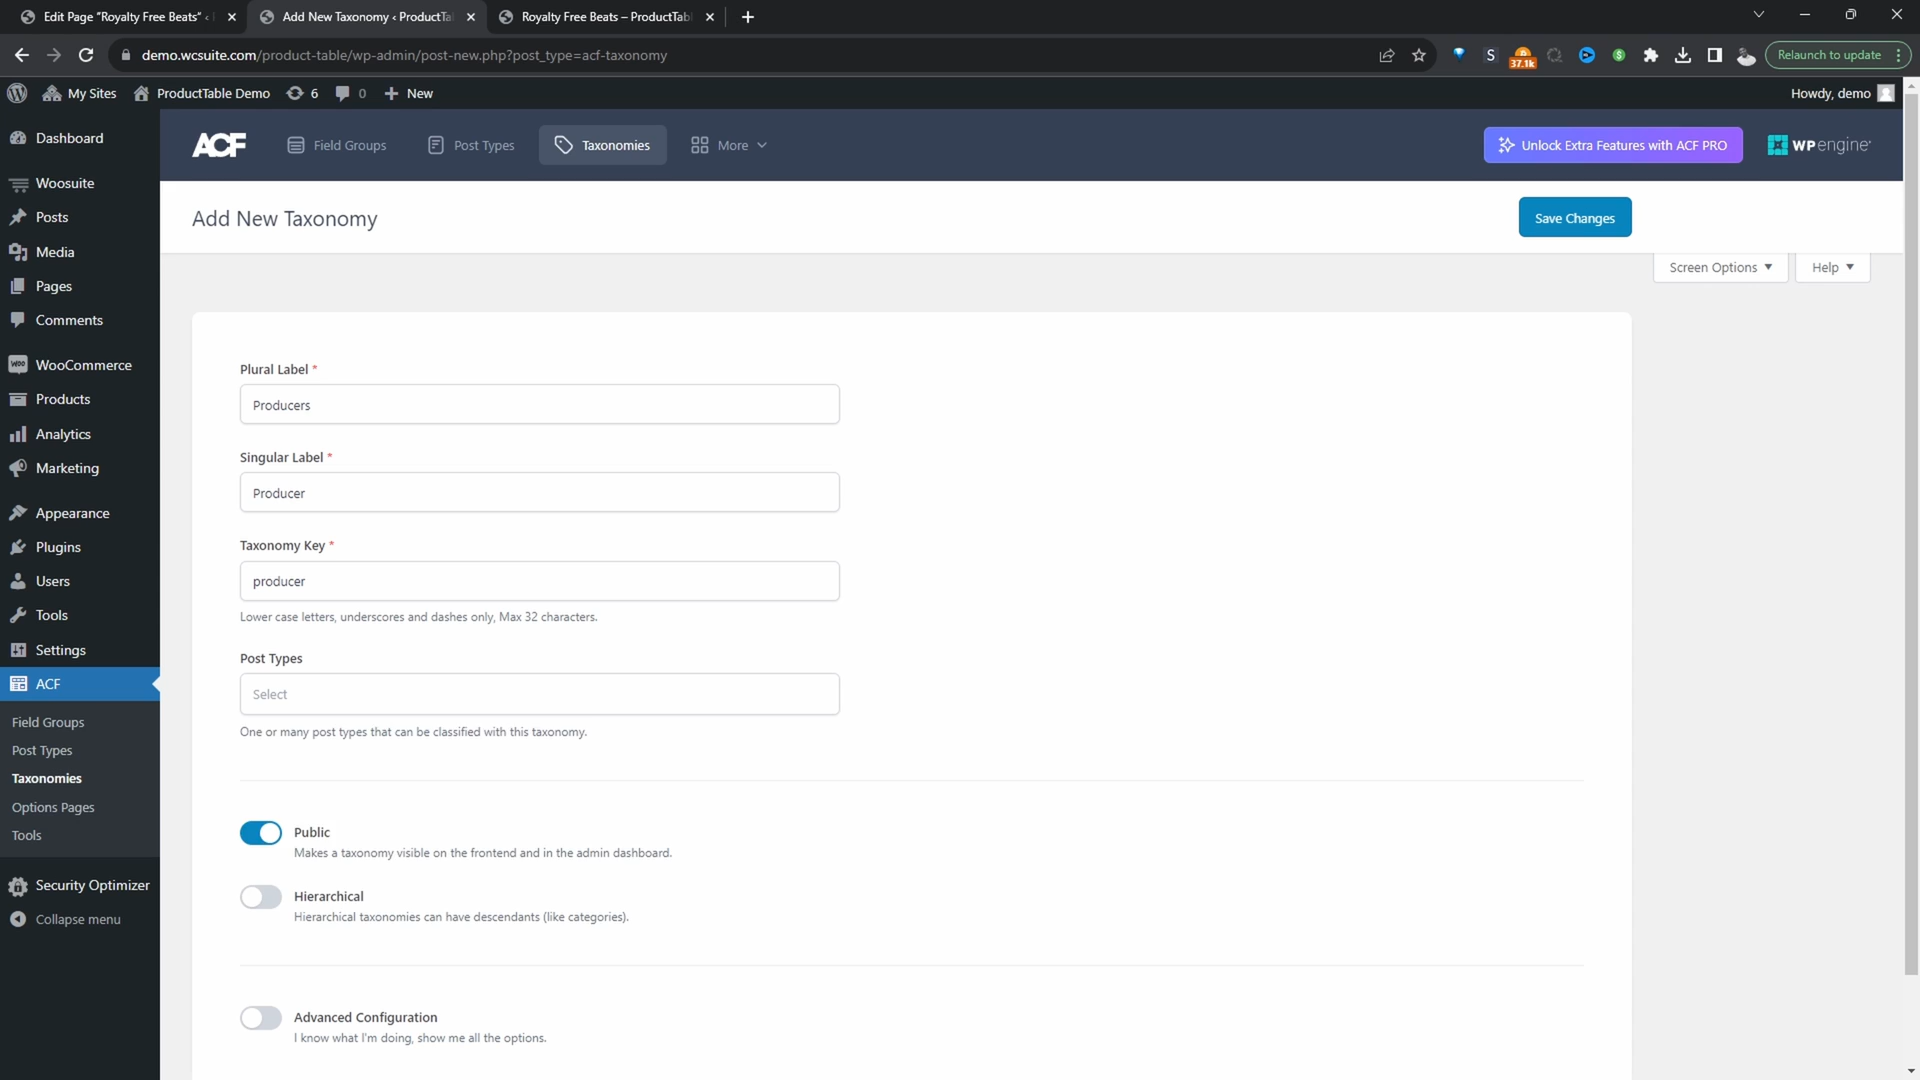 Edit Page "Royalty Free Beats" ‹
Add New Taxonomy ‹ ProductTa
Royalty Free Beats – ProductTab
demo.wcsuite.com/product-table/wp-admin/post-new.php?post_type=acf-taxonomy
S
37.1k
Relaunch to update
My Sites
ProductTable Demo
6
0
New
Howdy, demo
Dashboard
Woosuite
Posts
Media
Pages
Comments
WooCommerce
Products
Analytics
Marketing
Appearance
Plugins
Users
Tools
Settings
ACF
Field Groups
Post Types
Taxonomies
Options Pages
Tools
Security Optimizer
Collapse menu
ACF
Field Groups
Post Types
Taxonomies
More
Unlock Extra Features with ACF PRO
WPengine
Add New Taxonomy
Save Changes
Screen Options
Help
Plural Label *
Producers
Singular Label *
Producer
Taxonomy Key *
producer
Lower case letters, underscores and dashes only, Max 32 characters.
Post Types
Select
One or many post types that can be classified with this taxonomy.
Public
Makes a taxonomy visible on the frontend and in the admin dashboard.
Hierarchical
Hierarchical taxonomies can have descendants (like categories).
Advanced Configuration
I know what I'm doing, show me all the options.